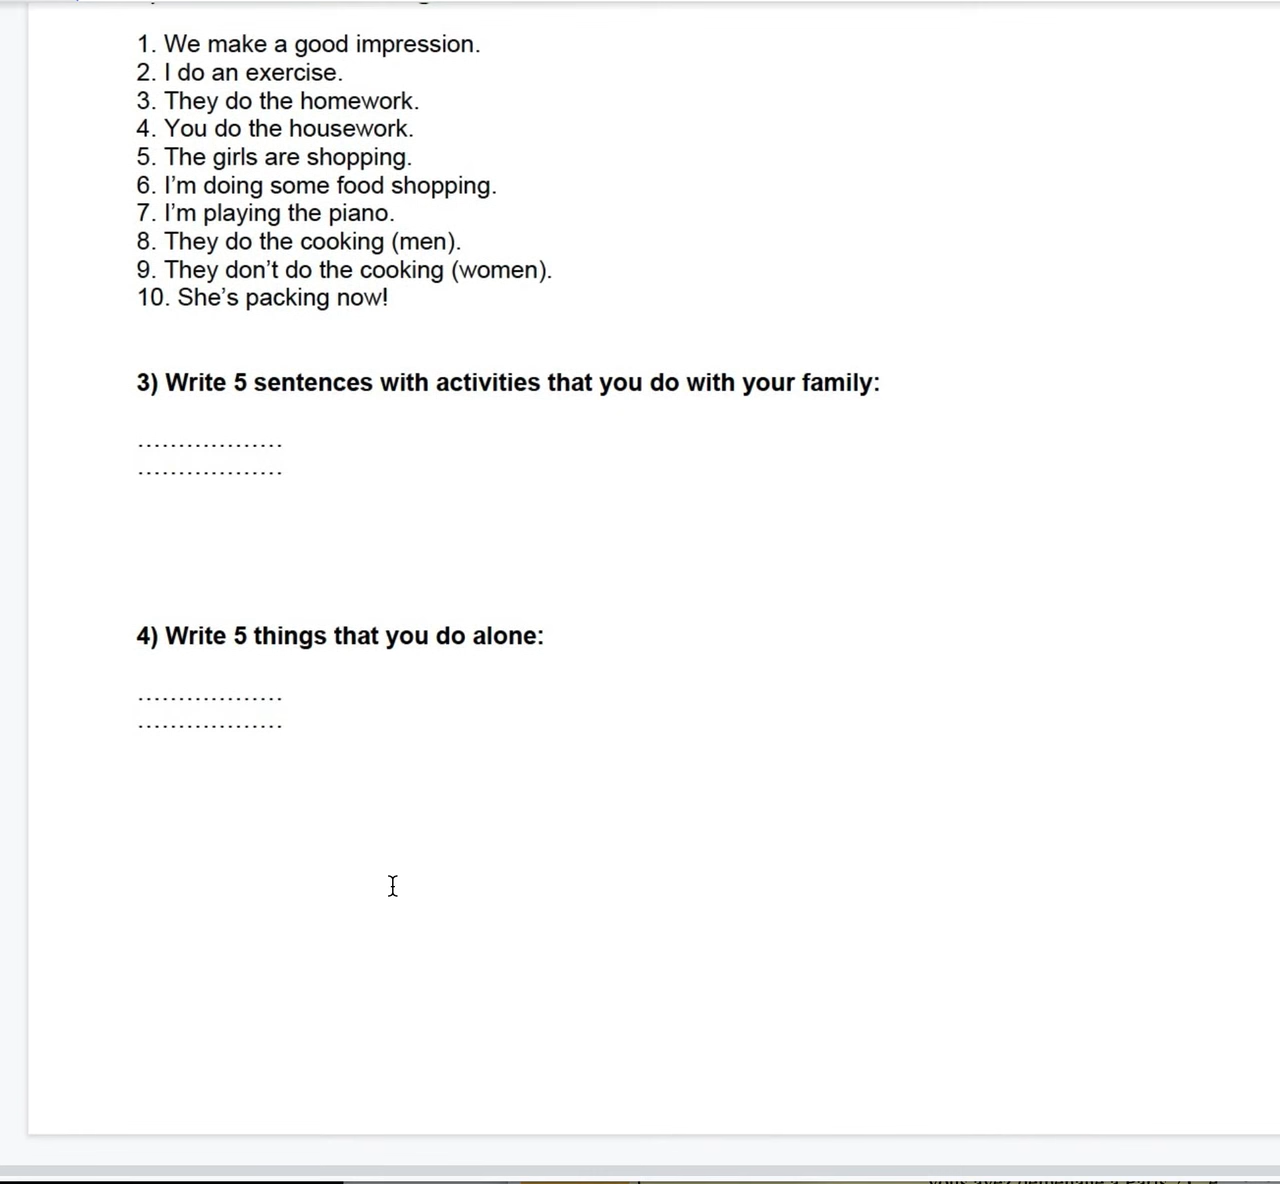 1. We make a good impression.
2. I do an exercise.
3. They do the homework.
4. You do the housework.
5. The girls are shopping.
6. I’m doing some food shopping.
7. I’m playing the piano.
8. They do the cooking (men).
9. They don’t do the cooking (women).
10. She’s packing now!
3) Write 5 sentences with activities that you do with your family:
..................
..................
4) Write 5 things that you do alone:
..................
..................